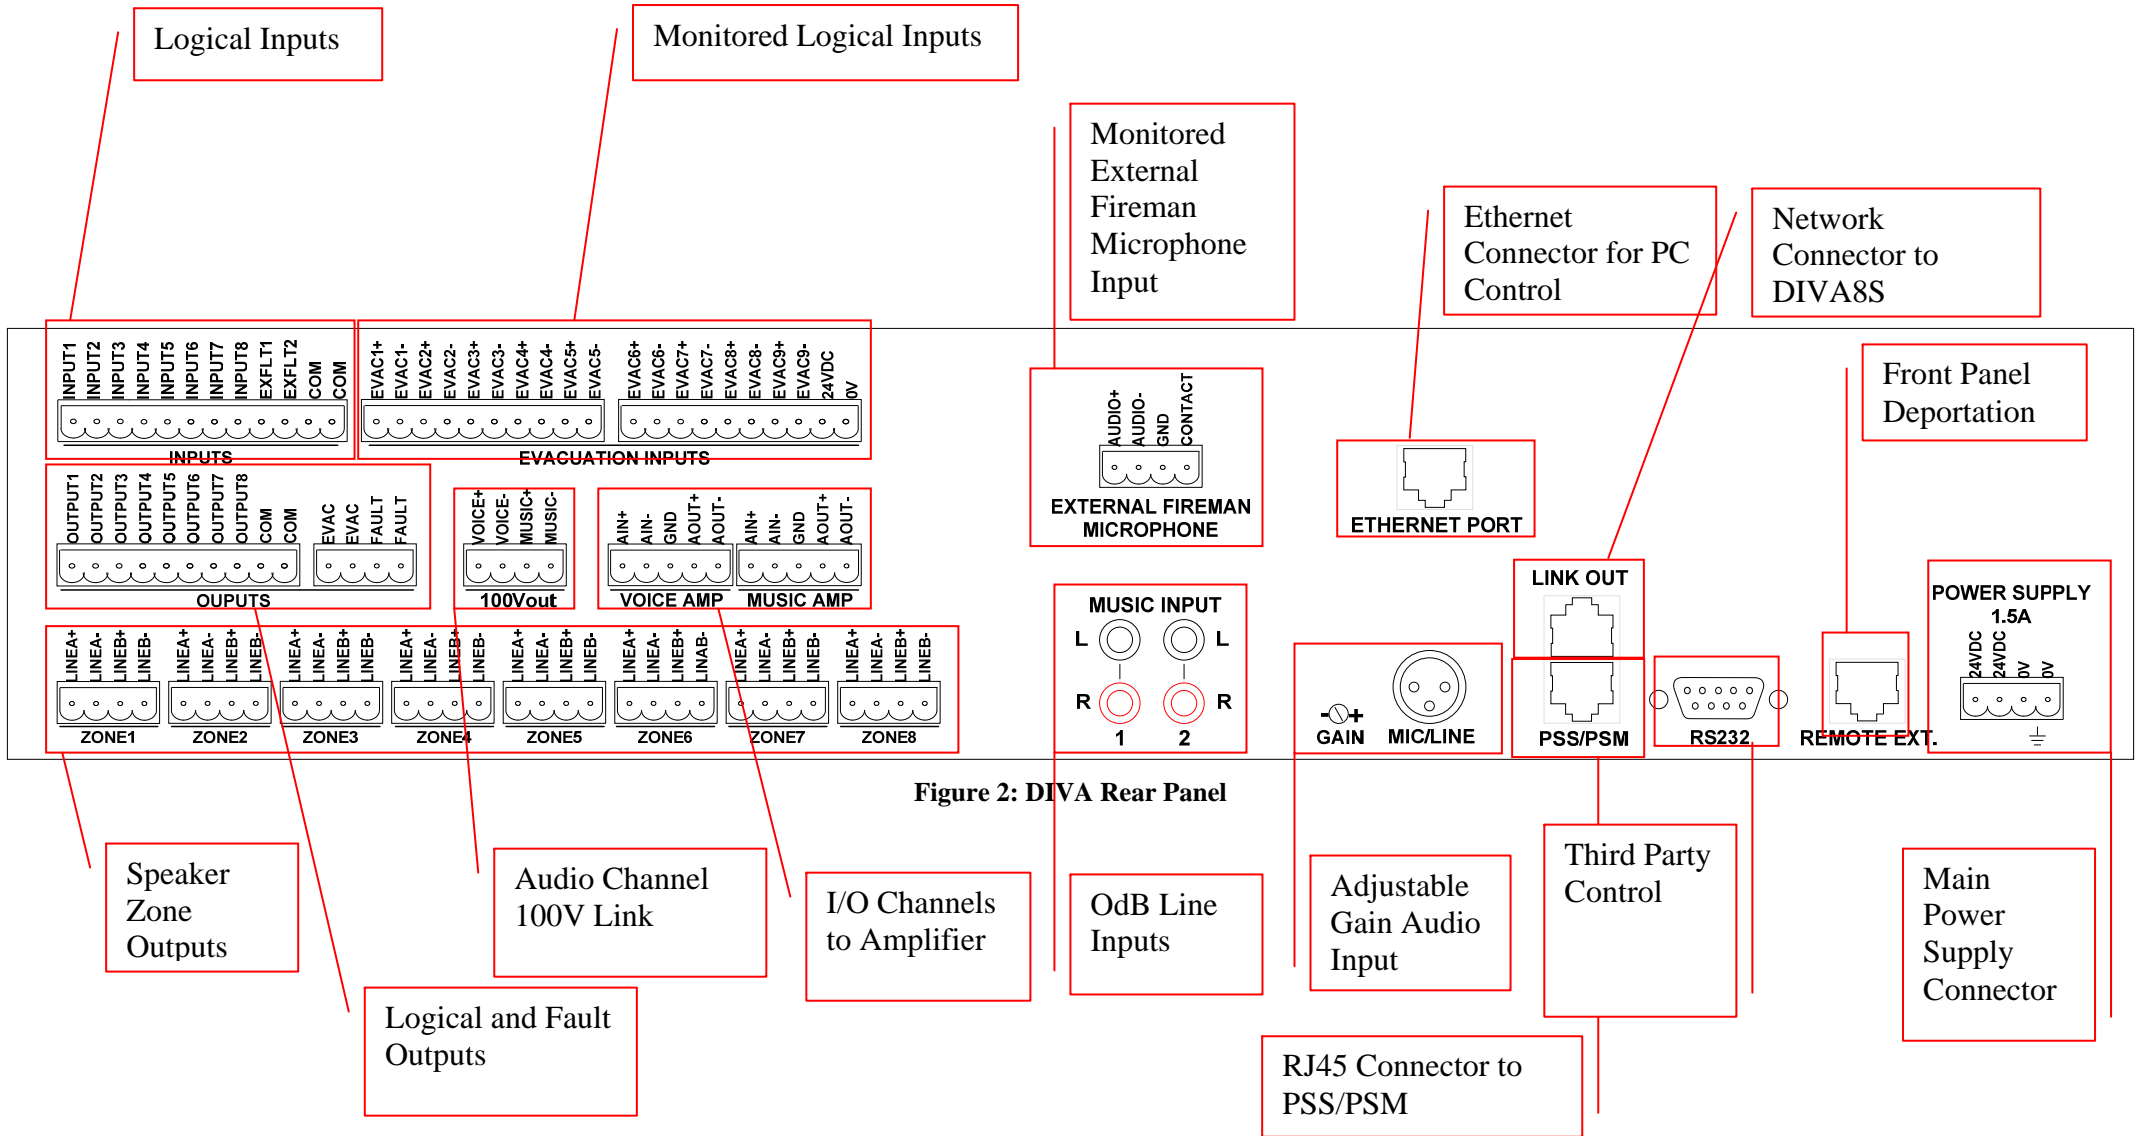 Logical Inputs
Monitored Logical Inputs
Monitored
External
Fireman
Microphone
Input
Ethernet
Connector for PC
Control
Network
Connector to
DIVA8S
Front Panel
Deportation
INPUT1
INPUT2
INPUT3
INPUT4
INPUT5
INPUT6
INPUT7
INPUT8
EXFLT1
EXFLT2
COM
COM
INPUTS
EVAC1+
EVAC1-
EVAC2+
EVAC2-
EVAC3+
EVAC3-
EVAC4+
EVAC4-
EVAC5+
EVAC5-
EVAC6+
EVAC6-
EVAC7+
EVAC7-
EVAC8+
EVAC8-
EVAC9+
EVAC9-
24VDC
0V
EVACUATION INPUTS
AUDIO+
AUDIO-
GND
CONTACT
EXTERNAL FIREMAN
MICROPHONE
ETHERNET PORT
OUTPUT1
OUTPUT2
OUTPUT3
OUTPUT4
OUTPUT5
OUTPUT6
OUTPUT7
OUTPUT8
COM
COM
EVAC
EVAC
FAULT
FAULT
OUPUTS
VOICE+
VOICE-
MUSIC+
MUSIC-
100Vout
AIN+
AIN-
GND
AOUT+
AOUT-
VOICE AMP
AIN+
AIN-
GND
AOUT+
AOUT-
MUSIC AMP
LINEA+
LINEA-
LINEB+
LINEB-
ZONE1
LINEA+
LINEA-
LINEB+
LINEB-
ZONE2
LINEA+
LINEA-
LINEB+
LINEB-
ZONE3
LINEA+
LINEA-
LINEB+
LINEB-
ZONE4
LINEA+
LINEA-
LINEB+
LINEB-
ZONE5
LINEA+
LINEA-
LINEB+
LINAB-
ZONE6
LINEA+
LINEA-
LINEB+
LINEB-
ZONE7
LINEA+
LINEA-
LINEB+
LINEB-
ZONE8
MUSIC INPUT
L L
R R
1 2
- +
GAIN
MIC/LINE
LINK OUT
PSS/PSM
RS232
REMOTE EXT.
POWER SUPPLY
1.5A
24VDC
24VDC
0V
0V
Figure 2: DIVA Rear Panel
Speaker
Zone
Outputs
Logical and Fault
Outputs
Audio Channel
100V Link
I/O Channels
to Amplifier
OdB Line
Inputs
Adjustable
Gain Audio
Input
RJ45 Connector to
PSS/PSM
Third Party
Control
Main
Power
Supply
Connector